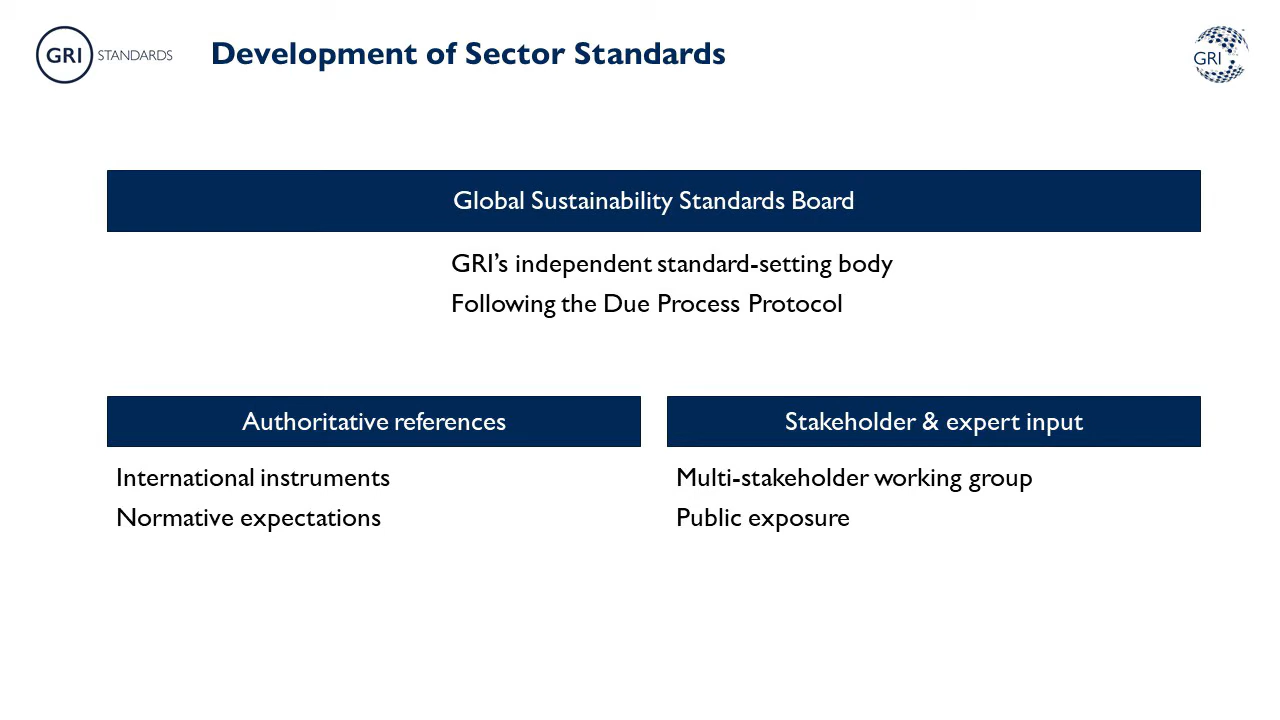 GRI STANDARDS
Development of Sector Standards
GRI
Global Sustainability Standards Board
GRI’s independent standard-setting body
Following the Due Process Protocol
Authoritative references
Stakeholder & expert input
International instruments
Normative expectations
Multi-stakeholder working group
Public exposure